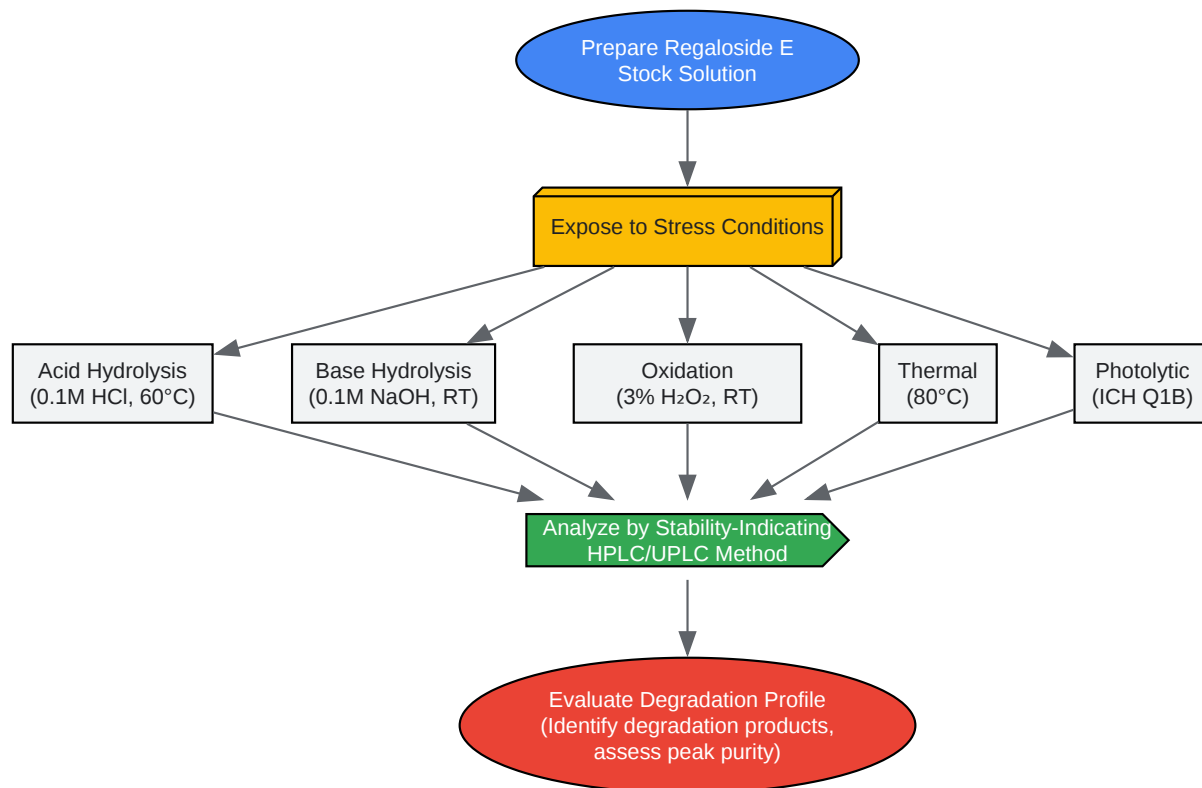 Prepare Regaloside E
Stock Solution
Expose to Stress Conditions
Acid Hydrolysis
(0.1M HCl, 60°C)
Base Hydrolysis
(0.1M NaOH, RT)
Oxidation
(3% H₂O₂, RT)
Thermal
(80°C)
Photolytic
(ICH Q1B)
Analyze by Stability-Indicating
HPLC/UPLC Method
Evaluate Degradation Profile
(Identify degradation products,
assess peak purity)